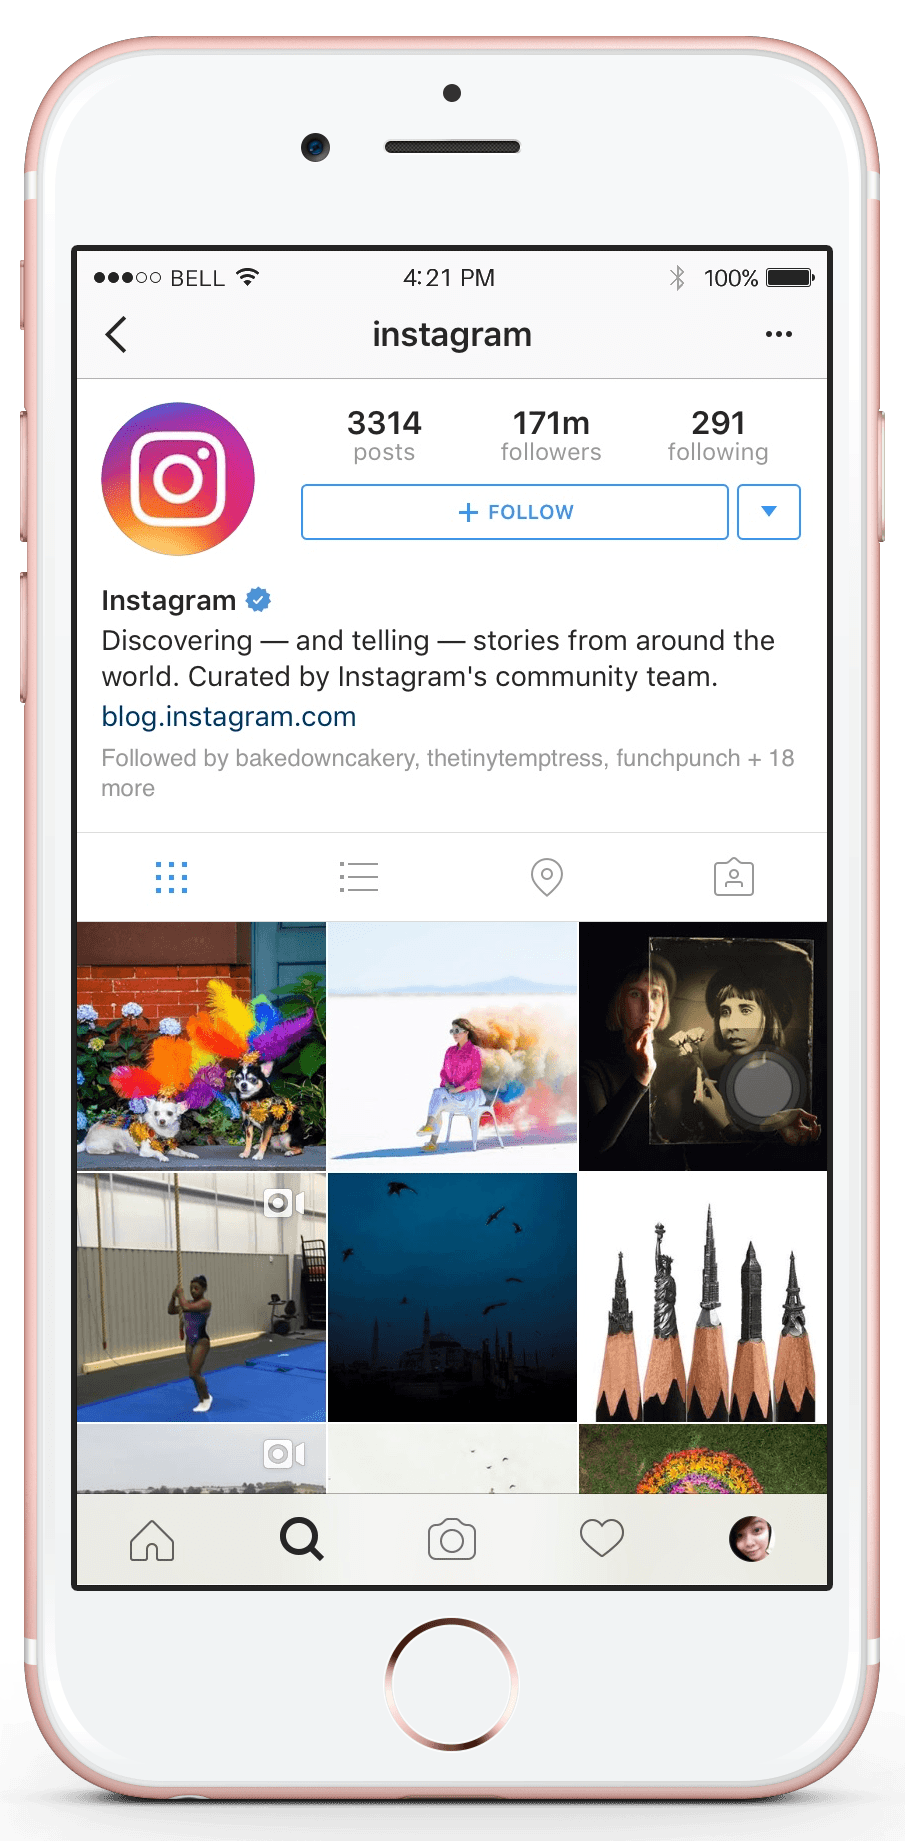 BELL 4:21 PM 100%
instagram
3314 171m 291
posts followers following
+ FOLLOW
Instagram
Discovering — and telling — stories from around the
world. Curated by Instagram's community team.
blog.instagram.com
Followed by bakedowncakery, thetinytemptress, funchpunch + 18
more